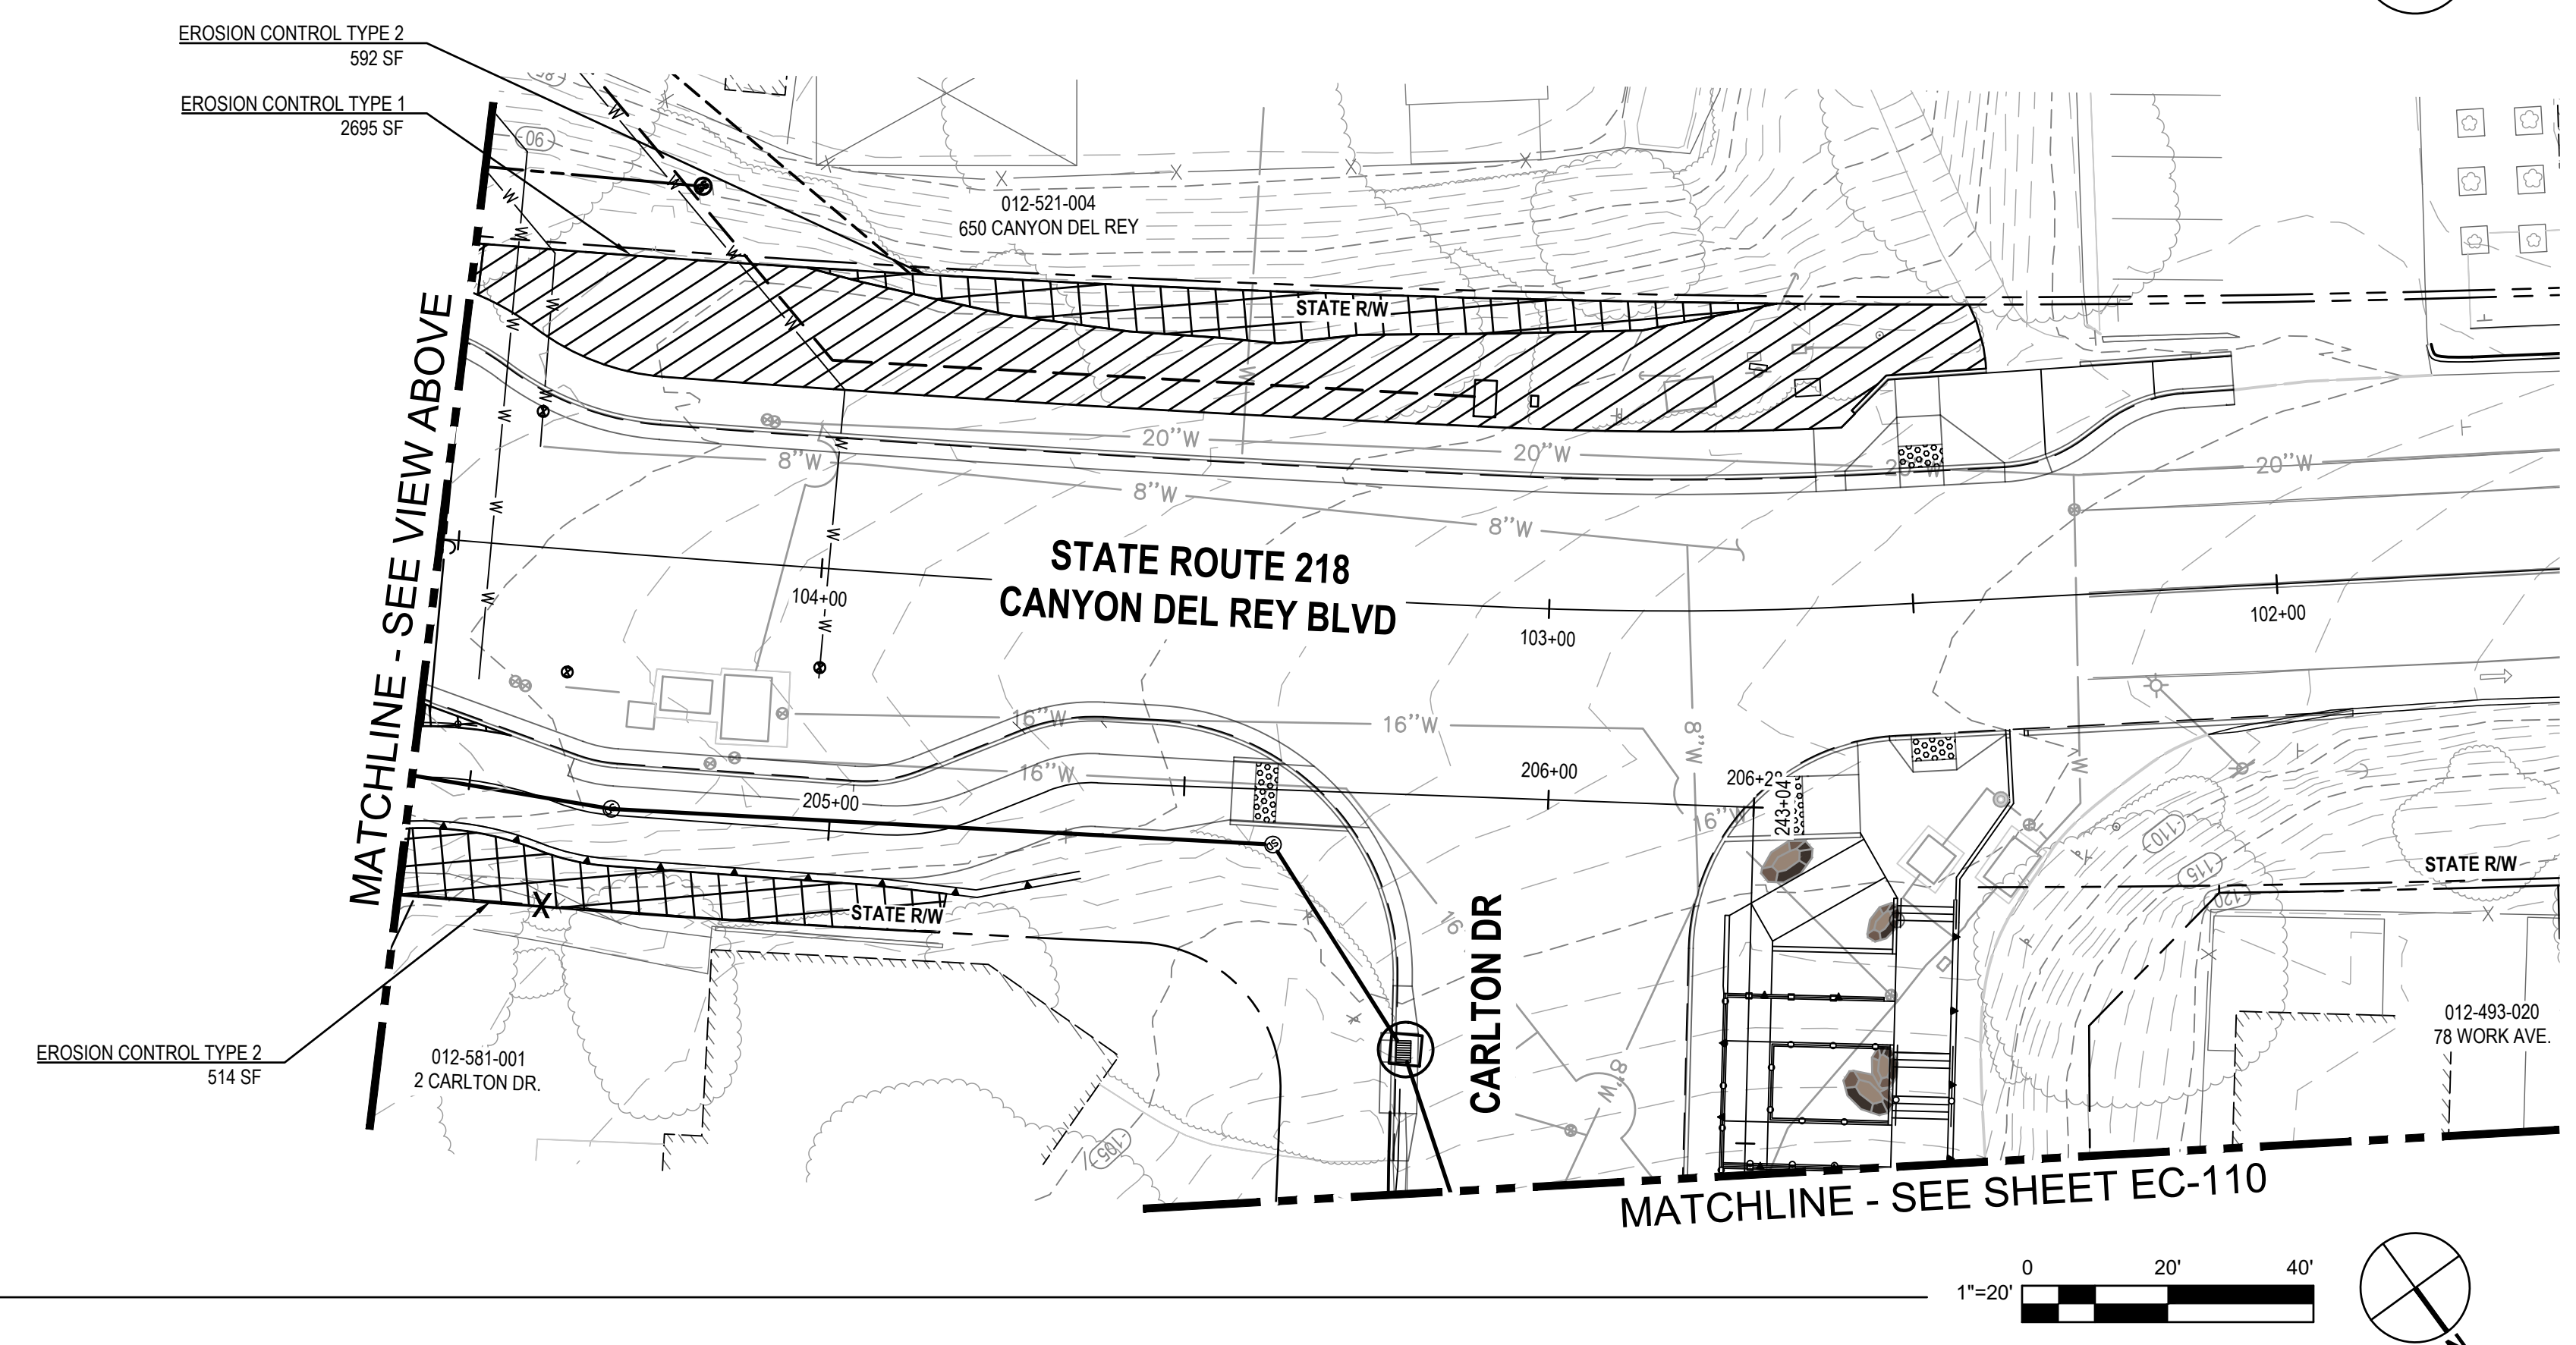 EROSION CONTROL TYPE 2
592 SF
EROSION CONTROL TYPE 1
2695 SF
90
012-521-004
650 CANYON DEL REY
STATE R/W
MATCHLINE - SEE VIEW ABOVE
20"W
20"W
20"W
20"W
8"W
8"W
8"W
STATE ROUTE 218
CANYON DEL REY BLVD
104+00
103+00
102+00
16"W
16"W
16"W
16"W
8"W
205+00
206+00
243+04
STATE R/W
STATE R/W
X
16
CARLTON DR
8"W
110
115
120
105
EROSION CONTROL TYPE 2
514 SF
012-581-001
2 CARLTON DR.
012-493-020
78 WORK AVE.
MATCHLINE - SEE SHEET EC-110
0 20' 40'
1"=20'